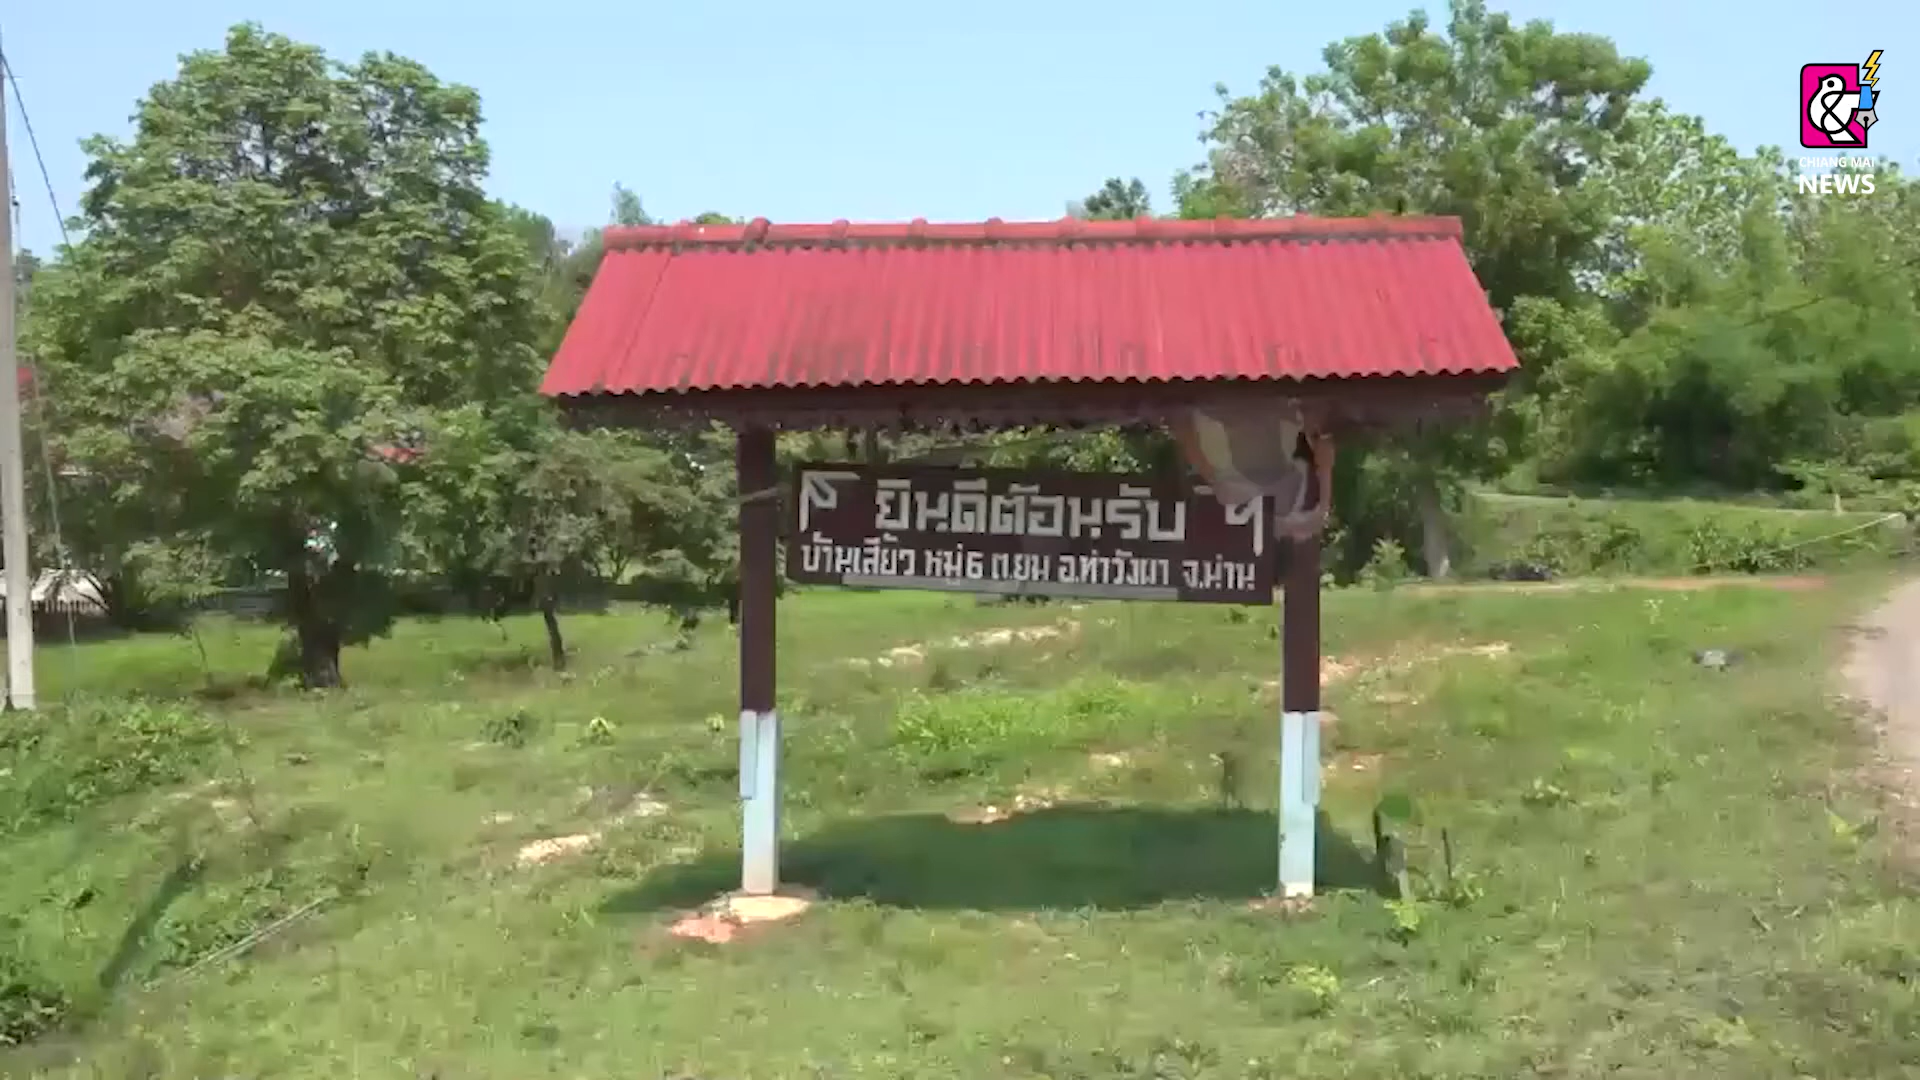 CHIANG MAI
NEWS
ยินดีต้อนรับ
บ้านเสี้ยว หมู่6 ต.ยม อ.ท่าวังผา จ.น่าน